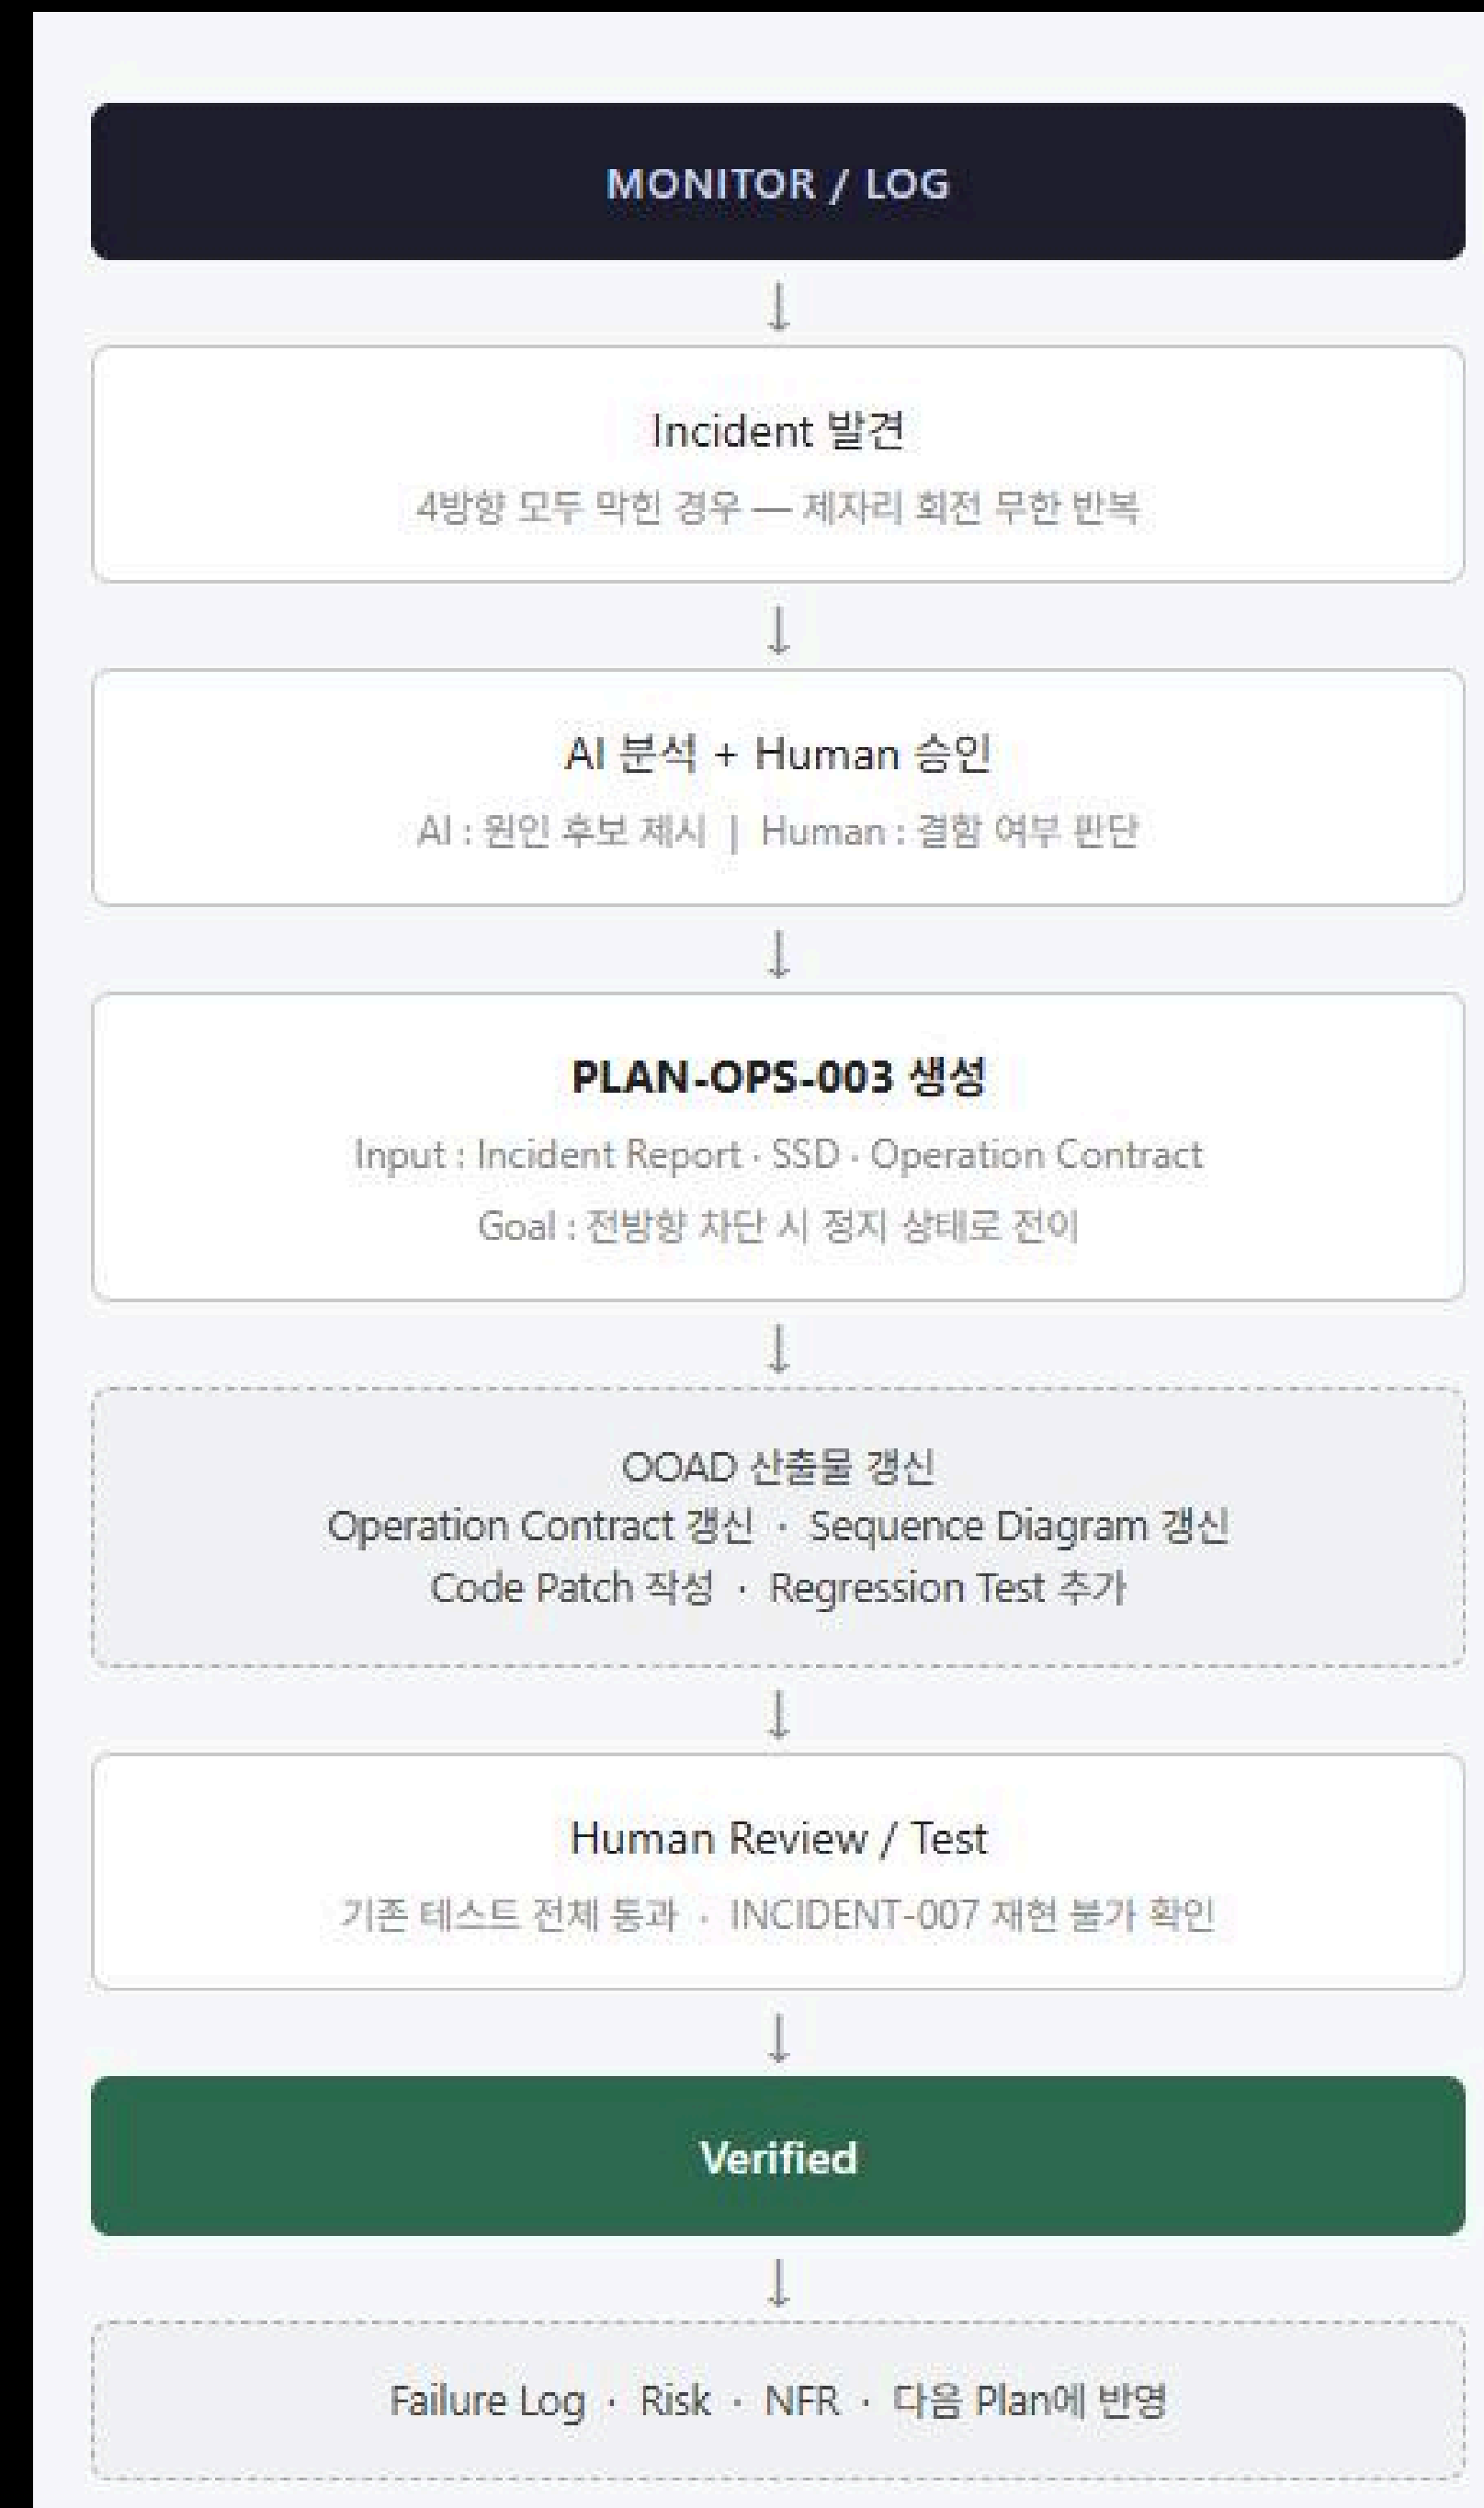 MONITOR / LOG
↓
Incident 발견
4방향 모두 막힌 경우 — 제자리 회전 무한 반복
↓
AI 분석 + Human 승인
AI : 원인 후보 제시 | Human : 결함 여부 판단
↓
PLAN-OPS-003 생성
Input : Incident Report · SSD · Operation Contract
Goal : 전방향 차단 시 정지 상태로 전이
↓
OOAD 산출물 갱신
Operation Contract 갱신 · Sequence Diagram 갱신
Code Patch 작성 · Regression Test 추가
↓
Human Review / Test
기존 테스트 전체 통과 · INCIDENT-007 재현 불가 확인
↓
Verified
↓
Failure Log · Risk · NFR · 다음 Plan에 반영